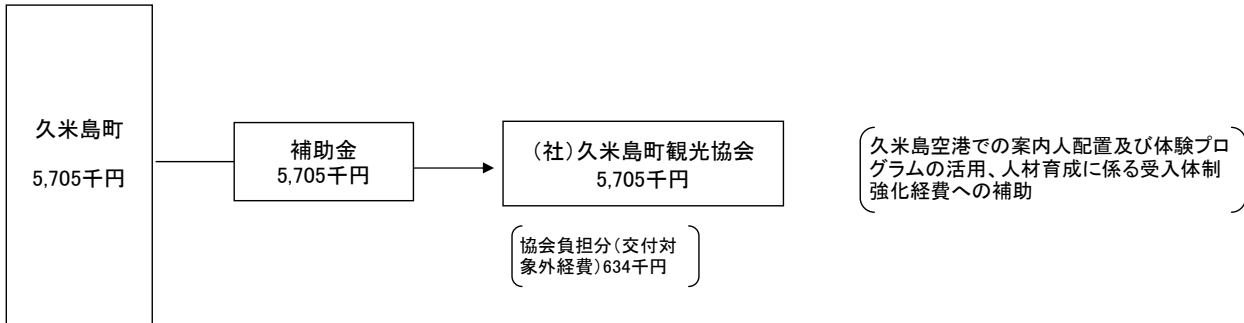 久米島町
5,705千円
補助金
5,705千円
(社)久米島町観光協会
5,705千円
協会負担分(交付対
象外経費)634千円
久米島空港での案内人配置及び体験プロ
グラムの活用、人材育成に係る受入体制
強化経費への補助